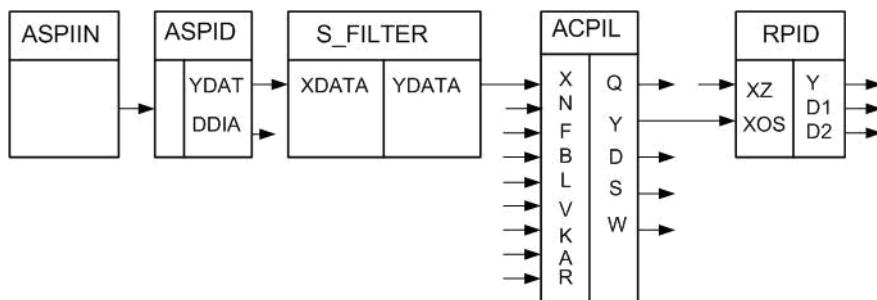 ASPIIN
ASPID
YDAT
DDIA
S_FILTER
XDATA
YDATA
ACPIL
X
N
F
B
L
V
K
A
R
Q
Y
D
S
W
RPID
XZ
XOS
Y
D1
D2